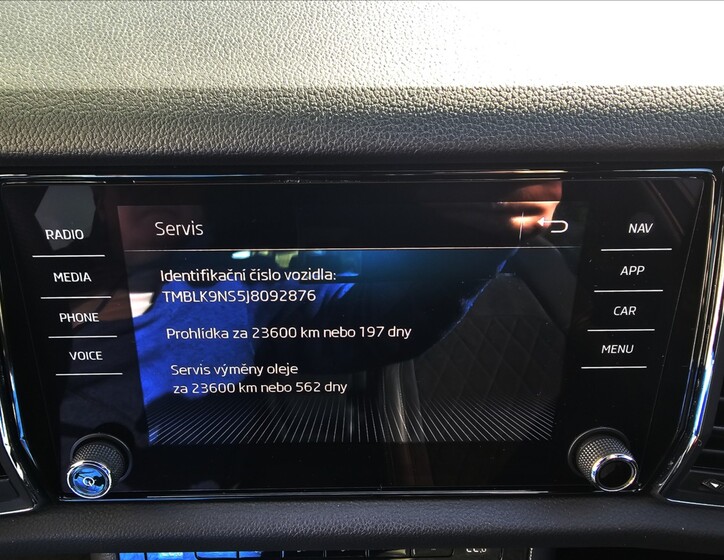 Servis
RADIO
NAV
MEDIA
APP
PHONE
CAR
VOICE
MENU
Identifikační číslo vozidla:
TMBLK9NS5J8092876
Prohlídka za 23600 km nebo 197 dny
Servis výměny oleje
za 23600 km nebo 562 dny